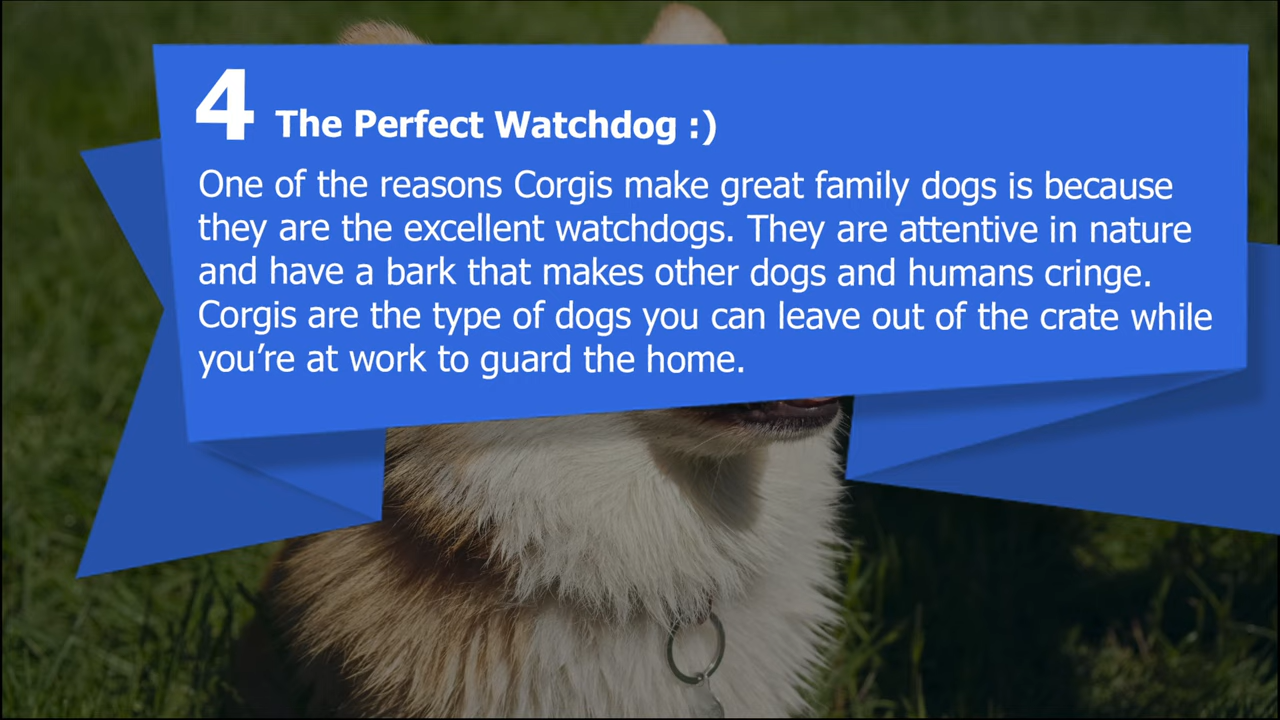 4 The Perfect Watchdog :)
One of the reasons Corgis make great family dogs is because
they are the excellent watchdogs. They are attentive in nature
and have a bark that makes other dogs and humans cringe.
Corgis are the type of dogs you can leave out of the crate while
you’re at work to guard the home.